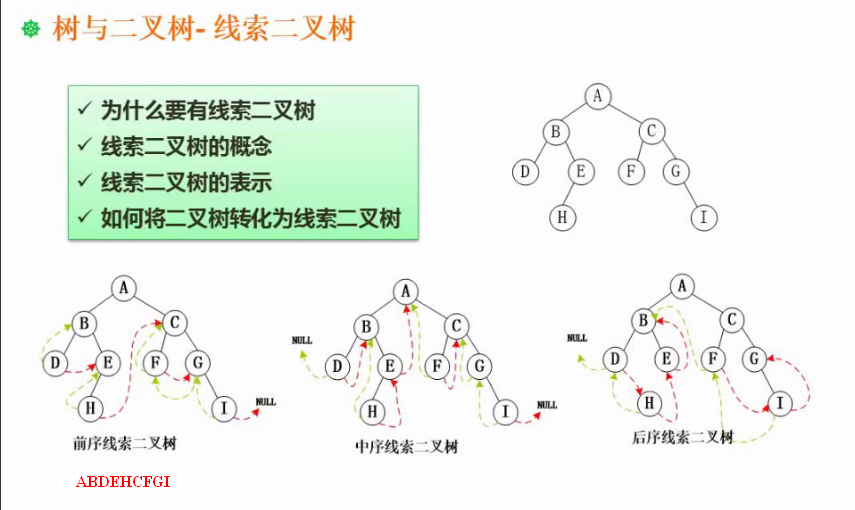 树与二叉树- 线索二叉树
✓ 为什么要有线索二叉树
✓ 线索二叉树的概念
✓ 线索二叉树的表示
✓ 如何将二叉树转化为线索二叉树
A
B C
D E F G
H I
A
B C
D E F G
H I NULL
前序线索二叉树
A
NULL B C
D E F G
H I NULL
中序线索二叉树
A
B C
NULL D E F G
H I
后序线索二叉树
ABDEHCFGI